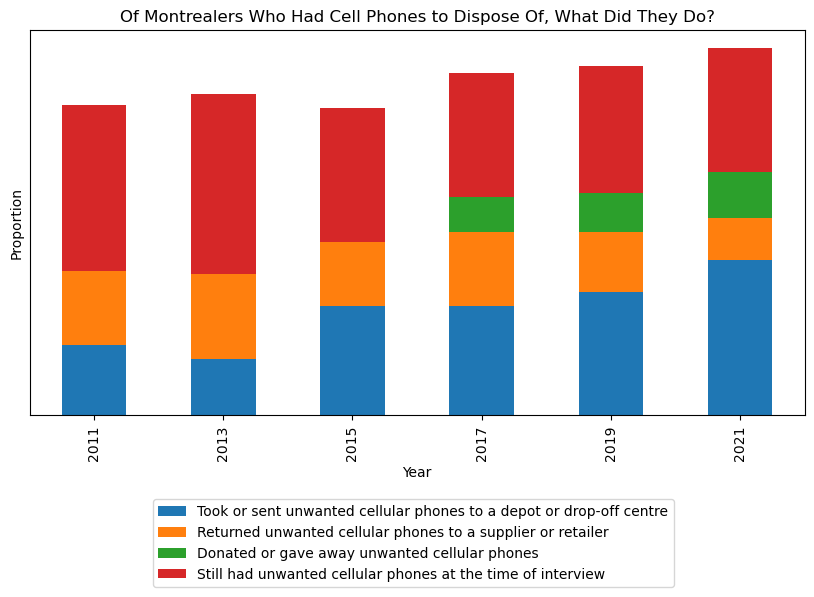 Of Montrealers Who Had Cell Phones to Dispose Of, What Did They Do?
Proportion
2011
2013
2015
2017
2019
2021
Year
Took or sent unwanted cellular phones to a depot or drop-off centre
Returned unwanted cellular phones to a supplier or retailer
Donated or gave away unwanted cellular phones
Still had unwanted cellular phones at the time of interview